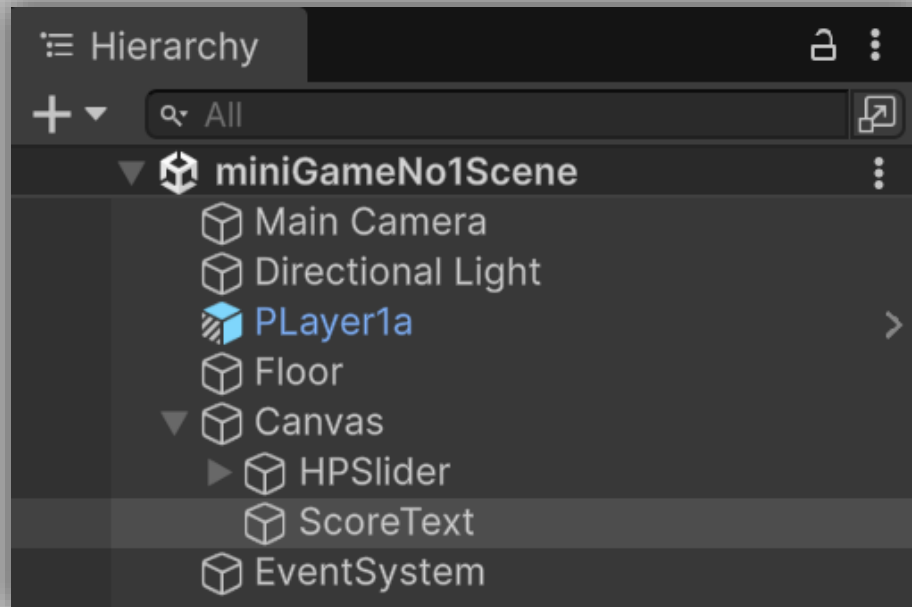 Hierarchy
All
miniGameNo1Scene
Main Camera
Directional Light
PLayer1a
Floor
Canvas
HPSlider
ScoreText
EventSystem